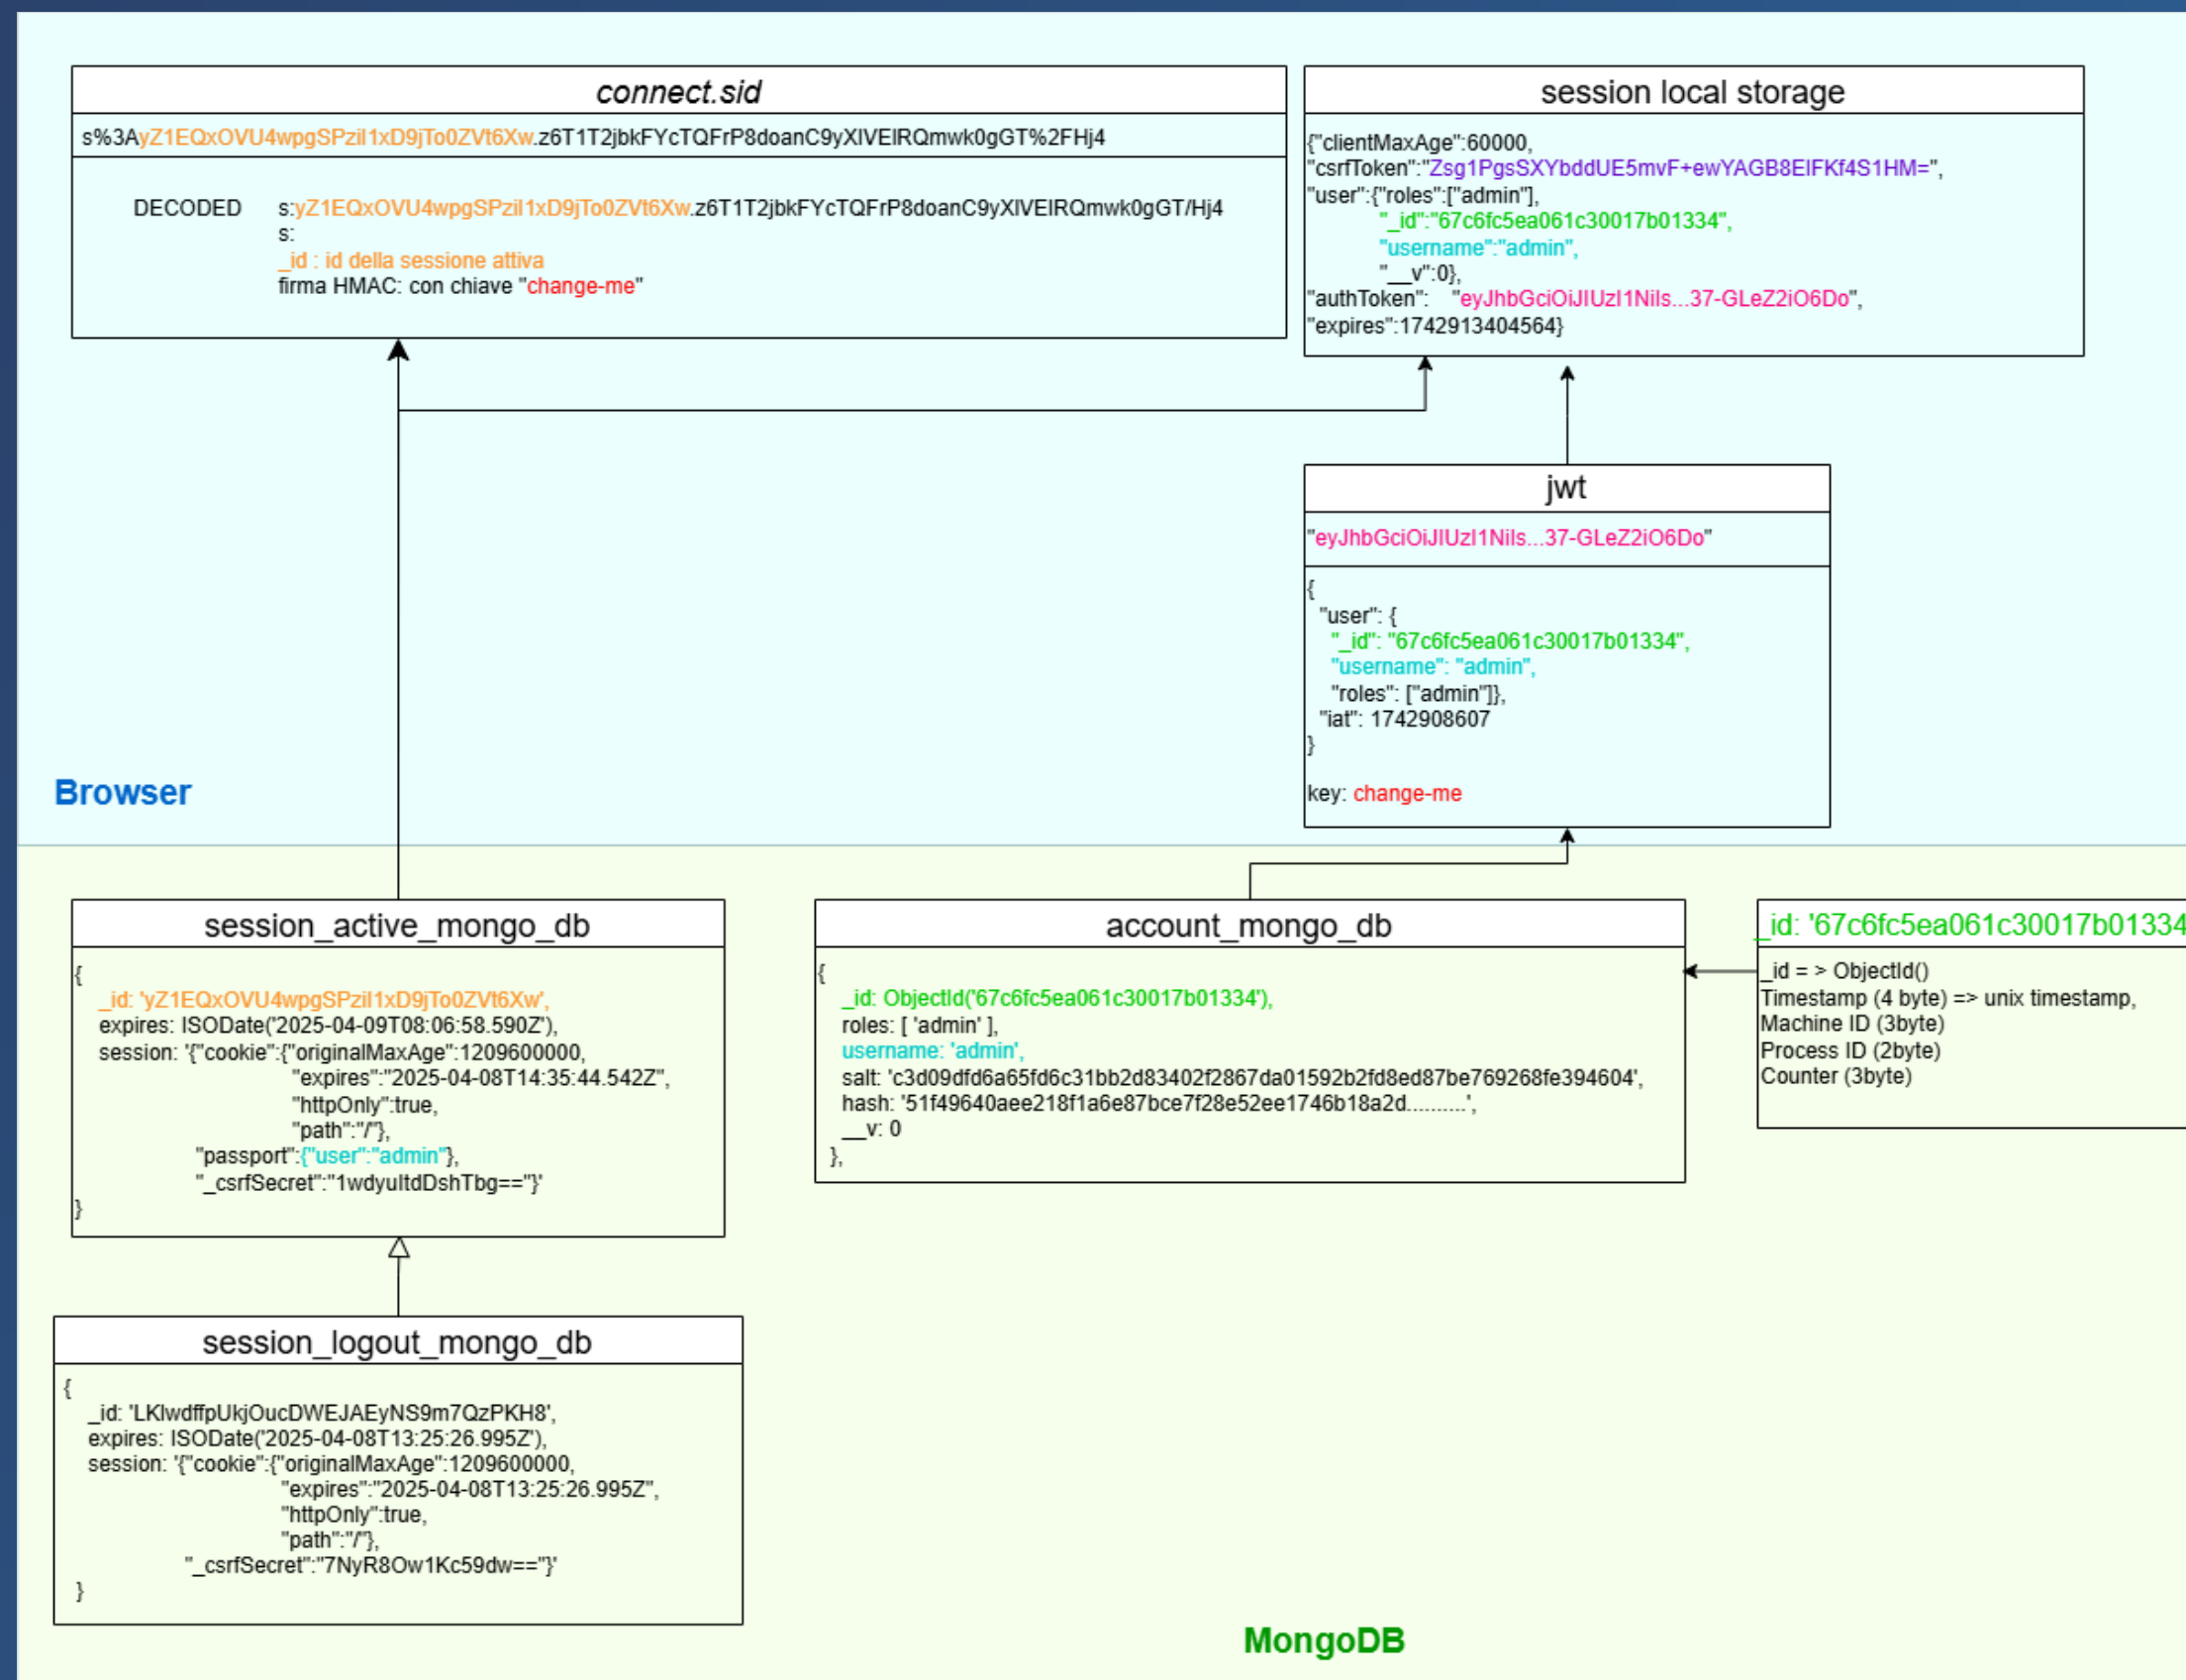 connect.sid
s%3AyZ1EQxOVU4wpgSPziI1xD9jTo0ZVt6Xw.z6T1T2jbkFYcTQFrP8doanC9yXIVEIRQmwk0gGT%2FHj4
DECODED s:yZ1EQxOVU4wpgSPziI1xD9jTo0ZVt6Xw.z6T1T2jbkFYcTQFrP8doanC9yXIVEIRQmwk0gGT/Hj4
s:
_id : id della sessione attiva
firma HMAC: con chiave "change-me"
session local storage
{"clientMaxAge":60000,
"csrfToken":"Zsg1PgsSXYbddUE5mvF+ewYAGB8EIFKf4S1HM=",
"user":{"roles":["admin"],
"_id":"67c6fc5ea061c30017b01334",
"username":"admin",
"__v":0},
"authToken": "eyJhbGciOiJIUzI1NiIs...37-GLeZ2iO6Do",
"expires":1742913404564}
jwt
"eyJhbGciOiJIUzI1NiIs...37-GLeZ2iO6Do"
{
"user": {
"_id": "67c6fc5ea061c30017b01334",
"username": "admin",
"roles": ["admin"]},
"iat": 1742908607
}
key: change-me
Browser
session_active_mongo_db
{
_id: 'yZ1EQxOVU4wpgSPziI1xD9jTo0ZVt6Xw',
expires: ISODate('2025-04-09T08:06:58.590Z'),
session: '{"cookie":{"originalMaxAge":1209600000,
"expires":"2025-04-08T14:35:44.542Z",
"httpOnly":true,
"path":"/"},
"passport":{"user":"admin"},
"_csrfSecret":"1wdyuItdDshTbg=="}'
}
account_mongo_db
{
_id: ObjectId('67c6fc5ea061c30017b01334'),
roles: [ 'admin' ],
username: 'admin',
salt: 'c3d09dfd6a65fd6c31bb2d83402f2867da01592b2fd8ed87be769268fe394604',
hash: '51f49640aee218f1a6e87bce7f28e52ee1746b18a2d..........',
__v: 0
},
_id: '67c6fc5ea061c30017b01334
_id = > ObjectId()
Timestamp (4 byte) => unix timestamp,
Machine ID (3byte)
Process ID (2byte)
Counter (3byte)
session_logout_mongo_db
{
_id: 'LKlwdffpUkjOucDWEJAEyNS9m7QzPKH8',
expires: ISODate('2025-04-08T13:25:26.995Z'),
session: '{"cookie":{"originalMaxAge":1209600000,
"expires":"2025-04-08T13:25:26.995Z",
"httpOnly":true,
"path":"/"},
"_csrfSecret":"7NyR8Ow1Kc59dw=="}'
}
MongoDB